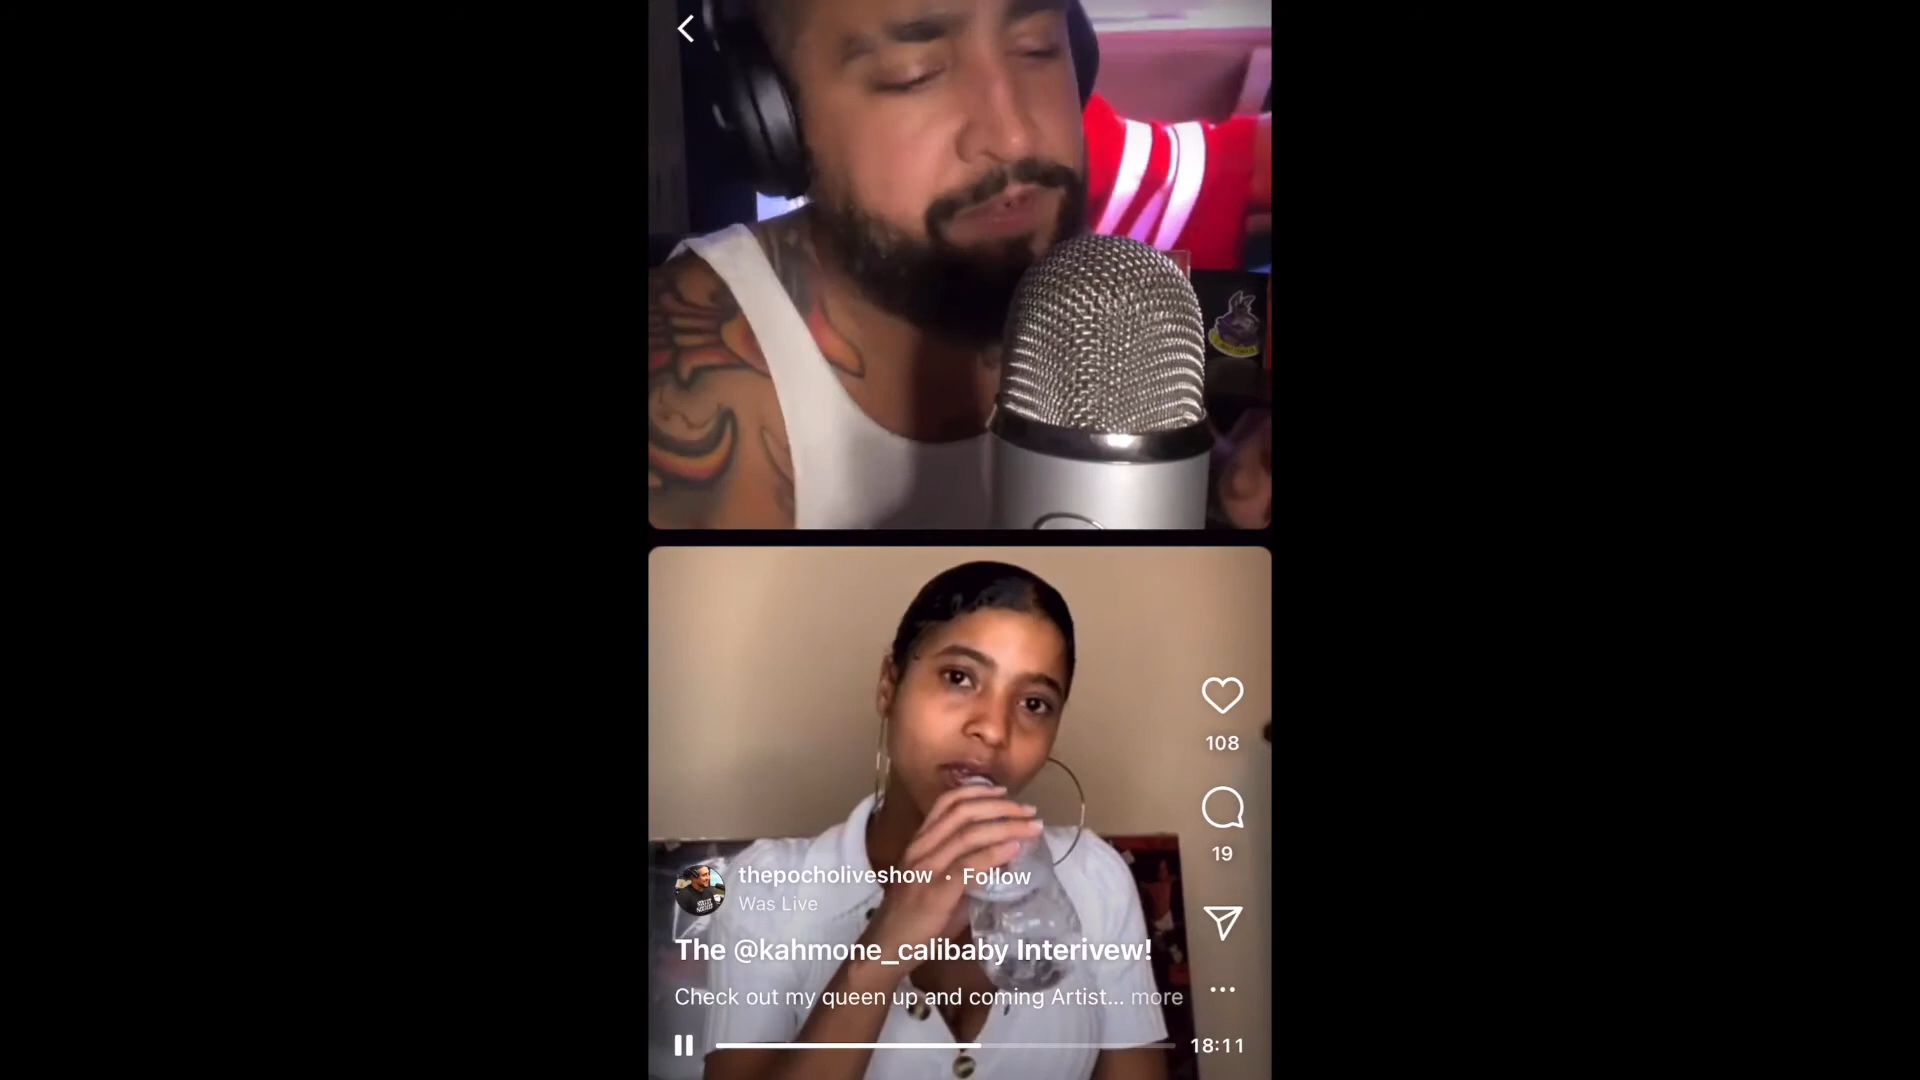 108
19
thepocholiveshow • Follow
Was Live
The @kahmone_calibaby Interivew!
Check out my queen up and coming Artist... more
18:11